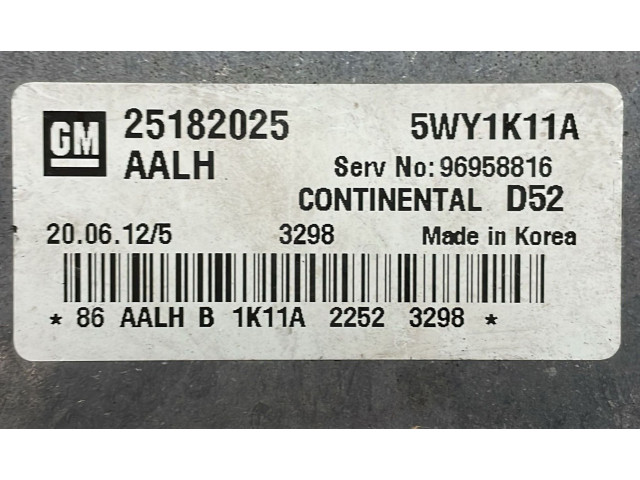 GM 25182025 5WY1K11A
AALH Serv No:96958816
CONTINENTAL D52
20.06.12/5 3298 Made in Korea
* 86 AALH B 1K11A 2252 3298 *